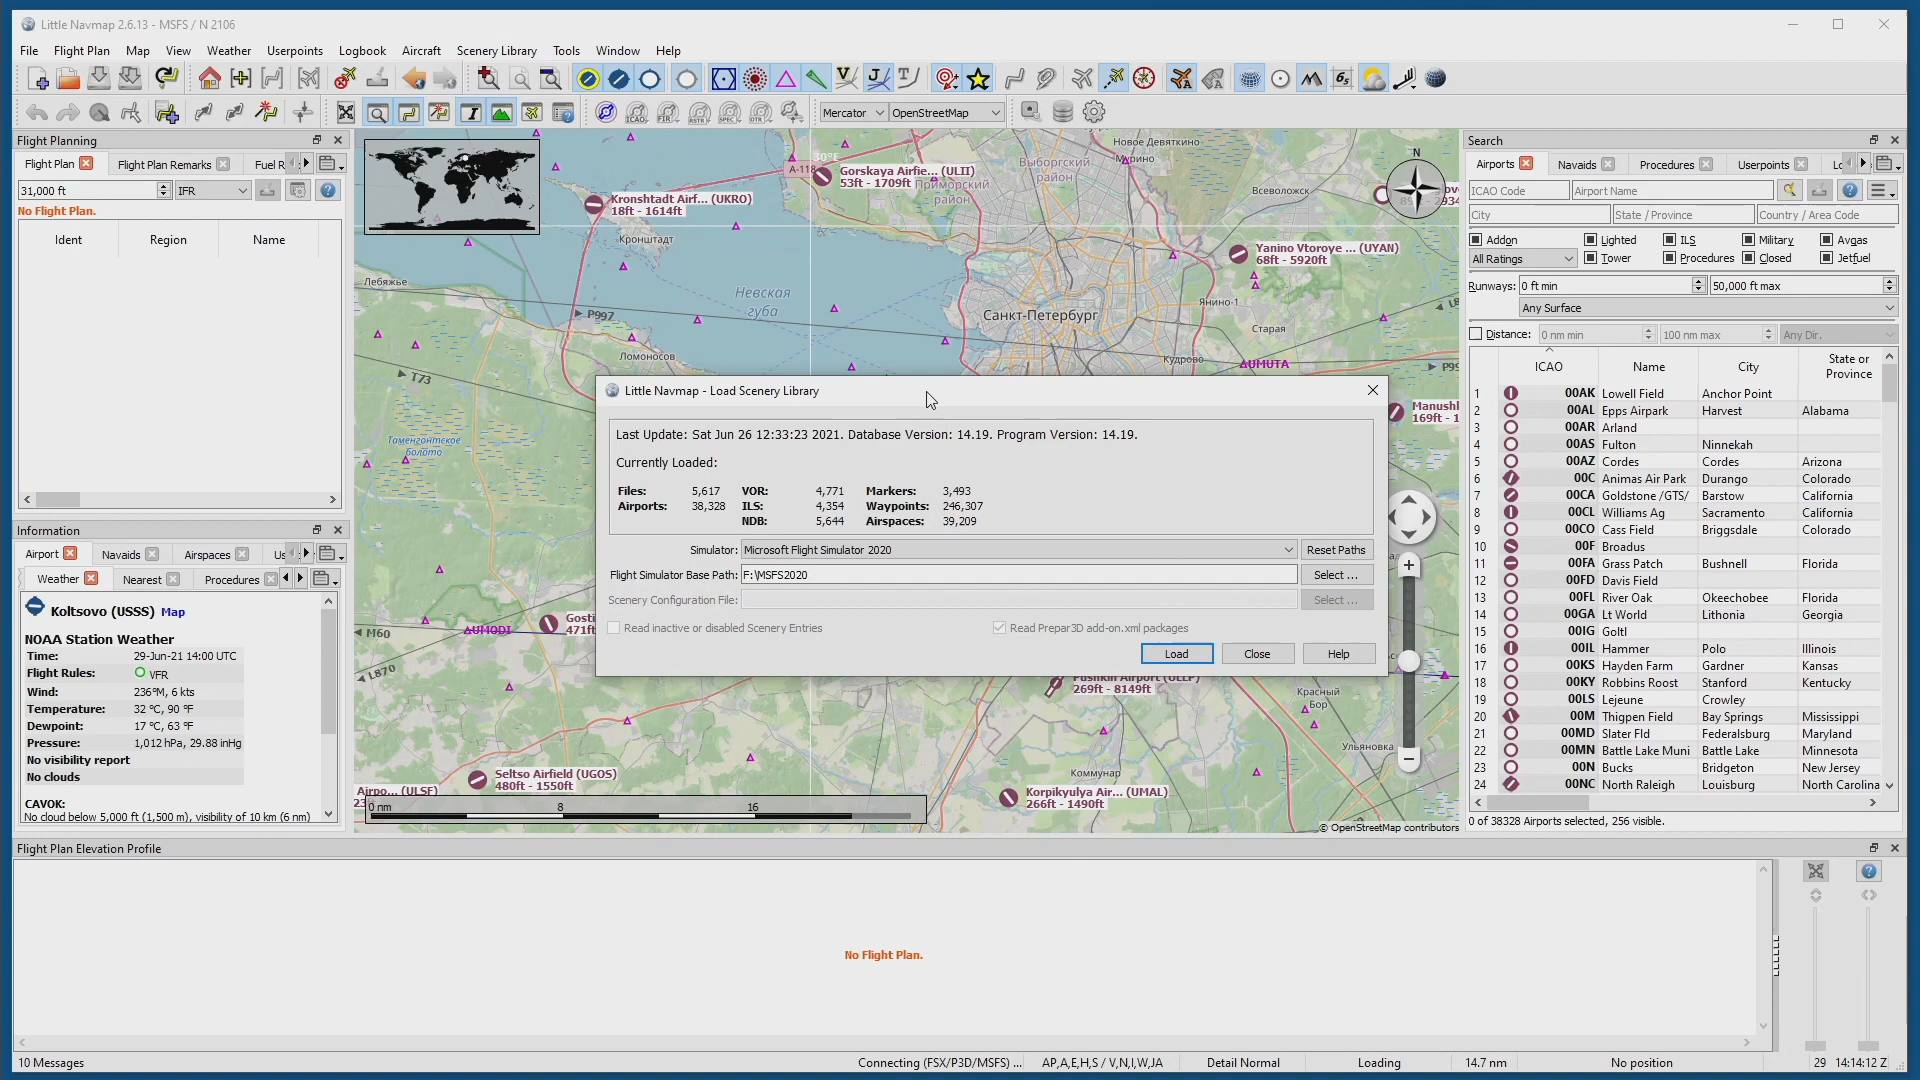 Little Navmap 2.6.13 - MSFS / N 2106
File Flight Plan Map View Weather Userpoints Logbook Aircraft Scenery Library Tools Window Help
Mercator OpenStreetMap
Flight Planning
Flight Plan Flight Plan Remarks Fuel R
31,000 ft IFR
No Flight Plan.
Ident Region Name
Information
Airport Navaids Airspaces Us
Weather Nearest Procedures
Koltsovo (USSS) Map
NOAA Station Weather
Time: 29-Jun-21 14:00 UTC
Flight Rules: VFR
Wind: 236°M, 6 kts
Temperature: 32 °C, 90 °F
Dewpoint: 17 °C, 63 °F
Pressure: 1,012 hPa, 29.88 inHg
No visibility report
No clouds
CAVOK:
No cloud below 5,000 ft (1,500 m), visibility of 10 km (6 nm)
Новое Девяткино
Мурино
Выборгский район
30°E
A-118
Gorskaya Airfie... (ULII)
53ft - 1709ft
Приморский район
Всеволожск
Kronshtadt Airf... (UKRO)
18ft - 1614ft
Кронштадт
N
Yanino Vtoroye ... (UYAN)
68ft - 5920ft
Лебяжье
Невская губа
Янино-1
P997
Санкт-Петербург
Старая
Ломоносов
Кудрово
UMUTA
T73
Manushk
169ft - 1
Таменгонтское болото
UMODI
Gosti
471ft
M60
L870
Pushkin Airport (ULLP)
269ft - 8149ft
Красный Бор
Ульяновка
Seltso Airfield (UGOS)
480ft - 1550ft
Коммунар
Airpo... (ULSF)
Korpikyulya Air... (UMAL)
266ft - 1490ft
0 nm 8 16
© OpenStreetMap contributors
Little Navmap - Load Scenery Library
Last Update: Sat Jun 26 12:33:23 2021. Database Version: 14.19. Program Version: 14.19.
Currently Loaded:
Files: 5,617 VOR: 4,771 Markers: 3,493
Airports: 38,328 ILS: 4,354 Waypoints: 246,307
NDB: 5,644 Airspaces: 39,209
Simulator: Microsoft Flight Simulator 2020 Reset Paths
Flight Simulator Base Path: F:\MSFS2020 Select ...
Scenery Configuration File: Select ...
Read inactive or disabled Scenery Entries Read Prepar3D add-on.xml packages
Load Close Help
Search
Airports Navaids Procedures Userpoints Lo
ICAO Code Airport Name
City State / Province Country / Area Code
Addon Lighted ILS Military Avgas
All Ratings Tower Procedures Closed Jetfuel
Runways: 0 ft min 50,000 ft max
Any Surface
Distance: 0 nm min 100 nm max Any Dir.
ICAO Name City State or Province
1 00AK Lowell Field Anchor Point
2 00AL Epps Airpark Harvest Alabama
3 00AR Arland
4 00AS Fulton Ninnekah
5 00AZ Cordes Cordes Arizona
6 00C Animas Air Park Durango Colorado
7 00CA Goldstone /GTS/ Barstow California
8 00CL Williams Ag Sacramento California
9 00CO Cass Field Briggsdale Colorado
10 00F Broadus
11 00FA Grass Patch Bushnell Florida
12 00FD Davis Field
13 00FL River Oak Okeechobee Florida
14 00GA Lt World Lithonia Georgia
15 00IG Goltl
16 00IL Hammer Polo Illinois
17 00KS Hayden Farm Gardner Kansas
18 00KY Robbins Roost Stanford Kentucky
19 00LS Lejeune Crowley
20 00M Thigpen Field Bay Springs Mississippi
21 00MD Slater Fld Federalsburg Maryland
22 00MN Battle Lake Muni Battle Lake Minnesota
23 00N Bucks Bridgeton New Jersey
24 00NC North Raleigh Louisburg North Carolina
0 of 38328 Airports selected, 256 visible.
Flight Plan Elevation Profile
No Flight Plan.
10 Messages Connecting (FSX/P3D/MSFS) ... AP,A,E,H,S / V,N,I,W,JA Detail Normal Loading 14.7 nm No position 29 14:14:12 Z